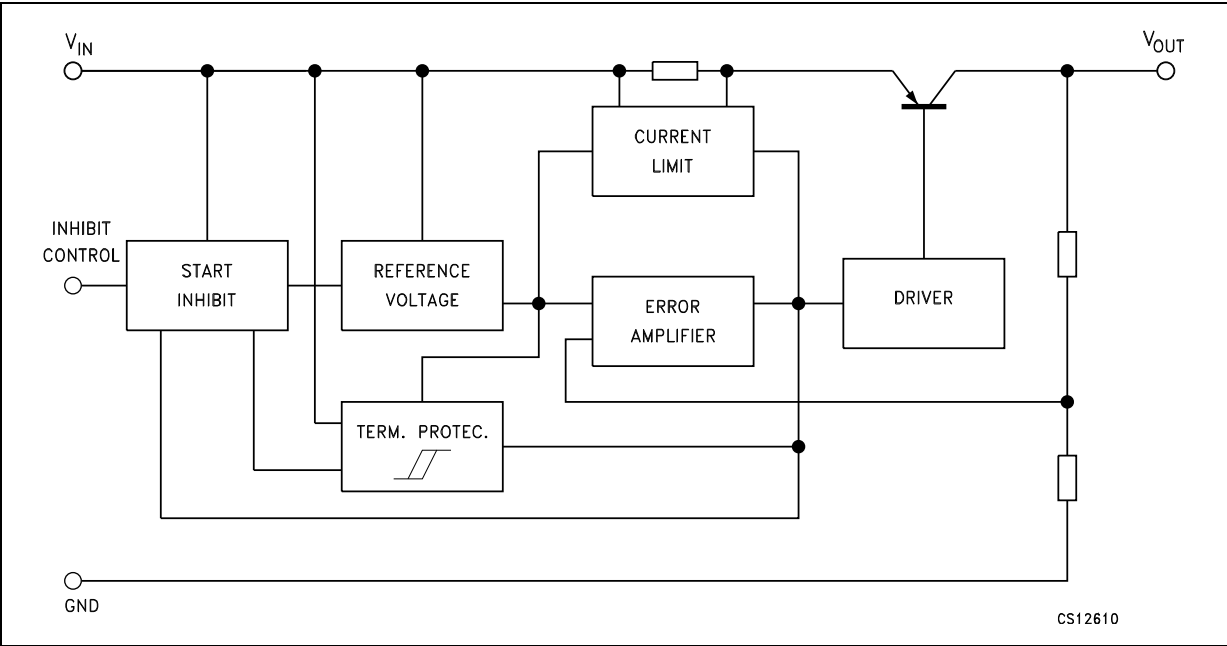 VIN
VOUT
CURRENT
LIMIT
INHIBIT
CONTROL
START
INHIBIT
REFERENCE
VOLTAGE
ERROR
AMPLIFIER
DRIVER
TERM. PROTEC.
GND
CS12610